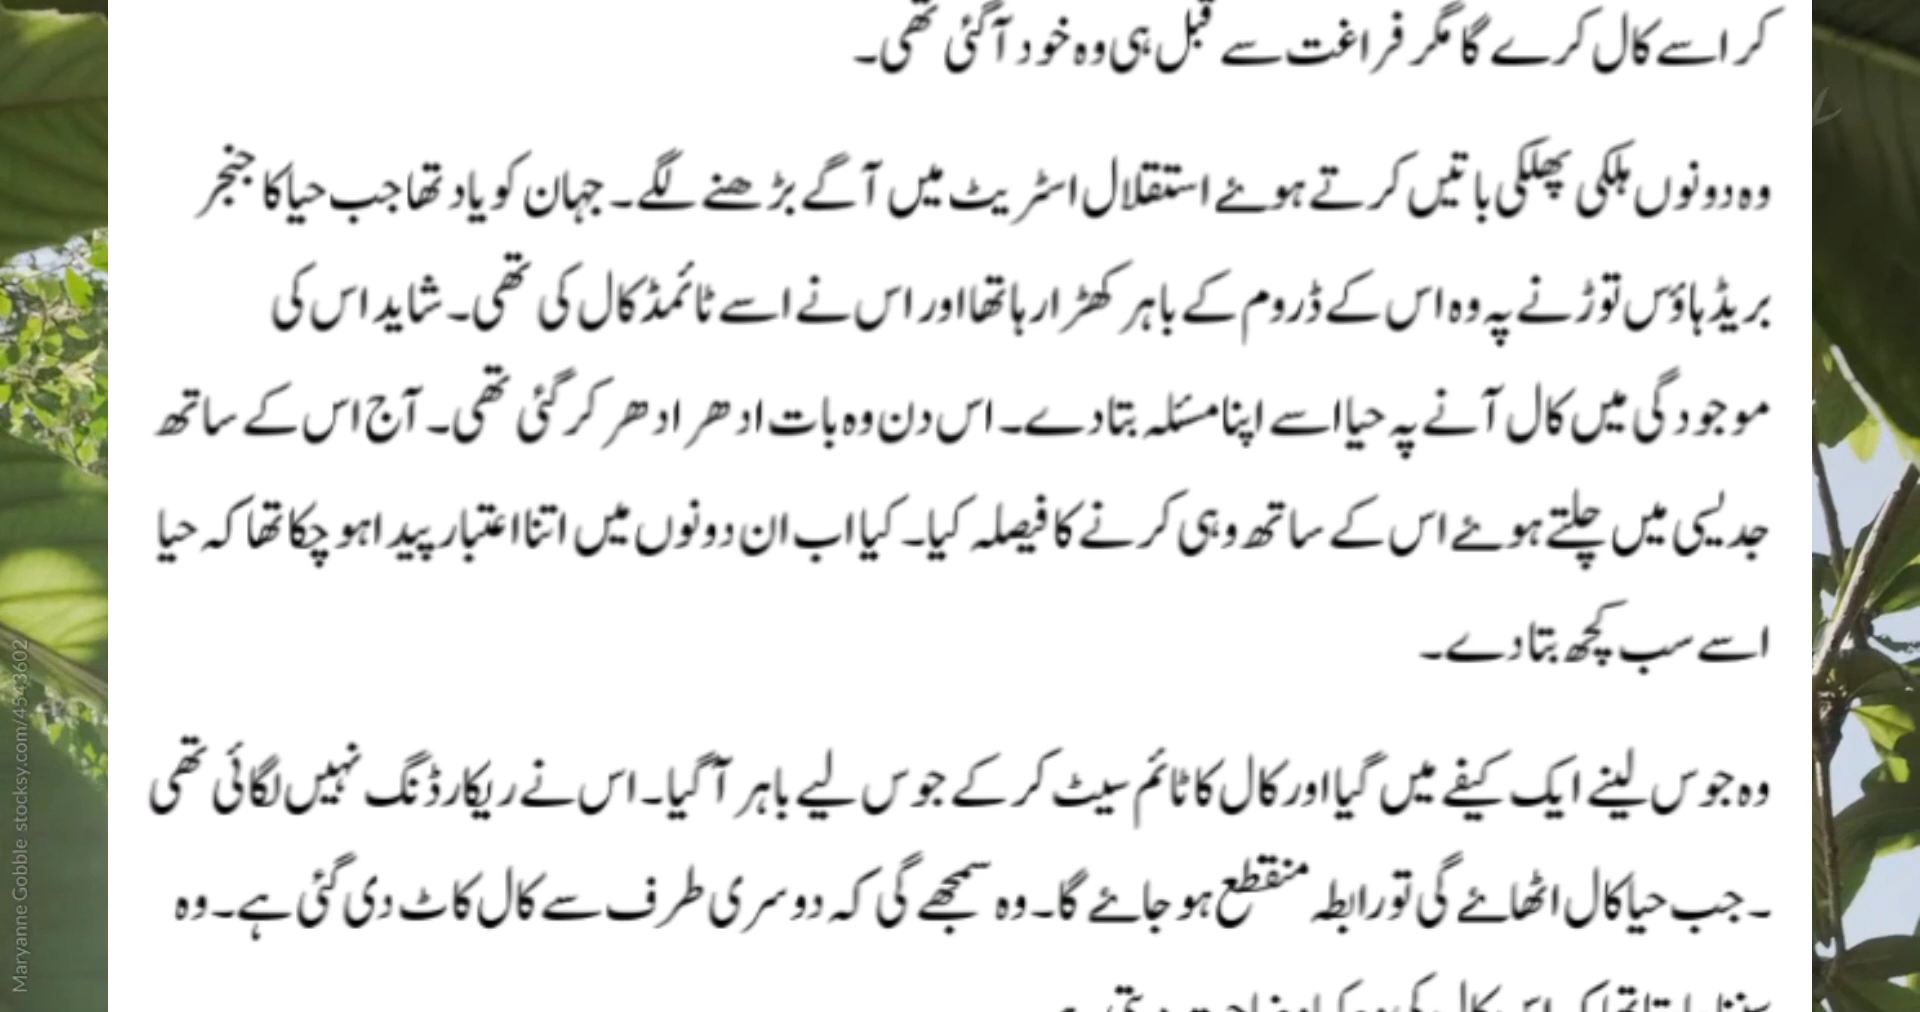 کر اسے کال کرے گا مگر فراغت سے قبل ہی وہ خود آگئی تھی۔
وہ دونوں ہلکی پھلکی باتیں کرتے ہوئے استقلال اسٹریٹ میں آگے بڑھنے لگے۔ جہان کو یاد تھا جب حیا کا جنجر
بریڈ ہاؤس توڑنے پہ وہ اس کے ڈروم کے باہر کھڑا رہا تھا اور اس نے اسے ٹائمڈ کال کی تھی۔ شاید اس کی
موجودگی میں کال آنے پہ حیا اسے اپنا مسئلہ بتا دے۔ اس دن وہ بات ادھر ادھر کر گئی تھی۔ آج اس کے ساتھ
جدیسی میں چلتے ہوئے اس کے ساتھ وہی کرنے کا فیصلہ کیا۔ کیا اب ان دونوں میں اتنا اعتبار پیدا ہو چکا تھا کہ حیا
اسے سب کچھ بتا دے۔
وہ جوس لینے ایک کیفے میں گیا اور کال کا ٹائم سیٹ کر کے جوس لیے باہر آ گیا۔ اس نے ریکارڈنگ نہیں لگائی تھی
۔ جب حیا کال اٹھائے گی تو رابطہ منقطع ہو جائے گا۔ وہ سمجھے گی کہ دوسری طرف سے کال کاٹ دی گئی ہے۔ وہ
Maryanne Gobble stocksy.com/4543602